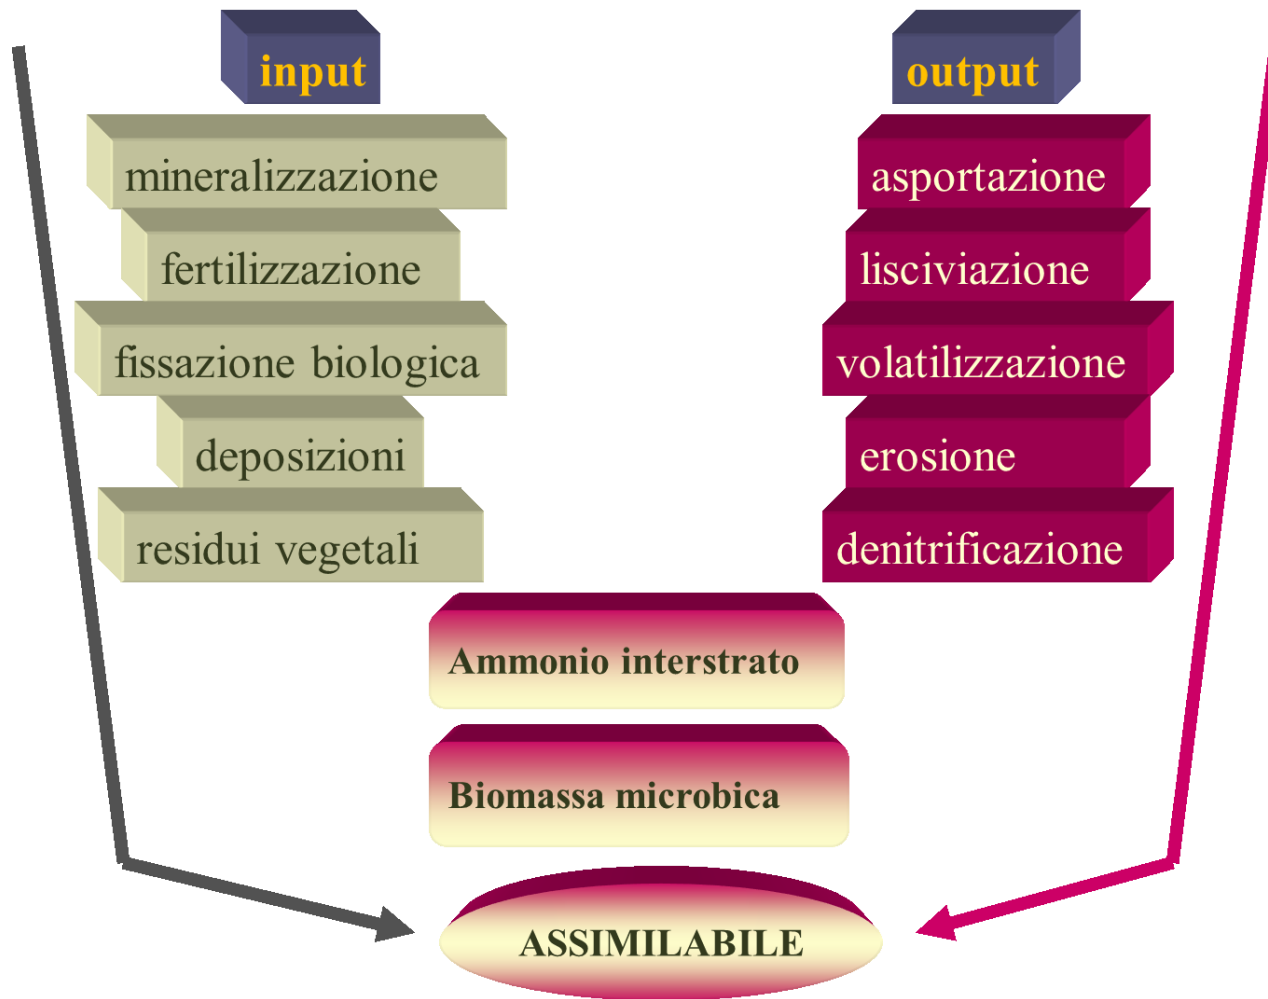 input
mineralizzazione
fertilizzazione
fissazione biologica
deposizioni
residui vegetali
output
asportazione
lisciviazione
volatilizzazione
erosione
denitrificazione
Ammonio interstrato
Biomassa microbica
ASSIMILABILE